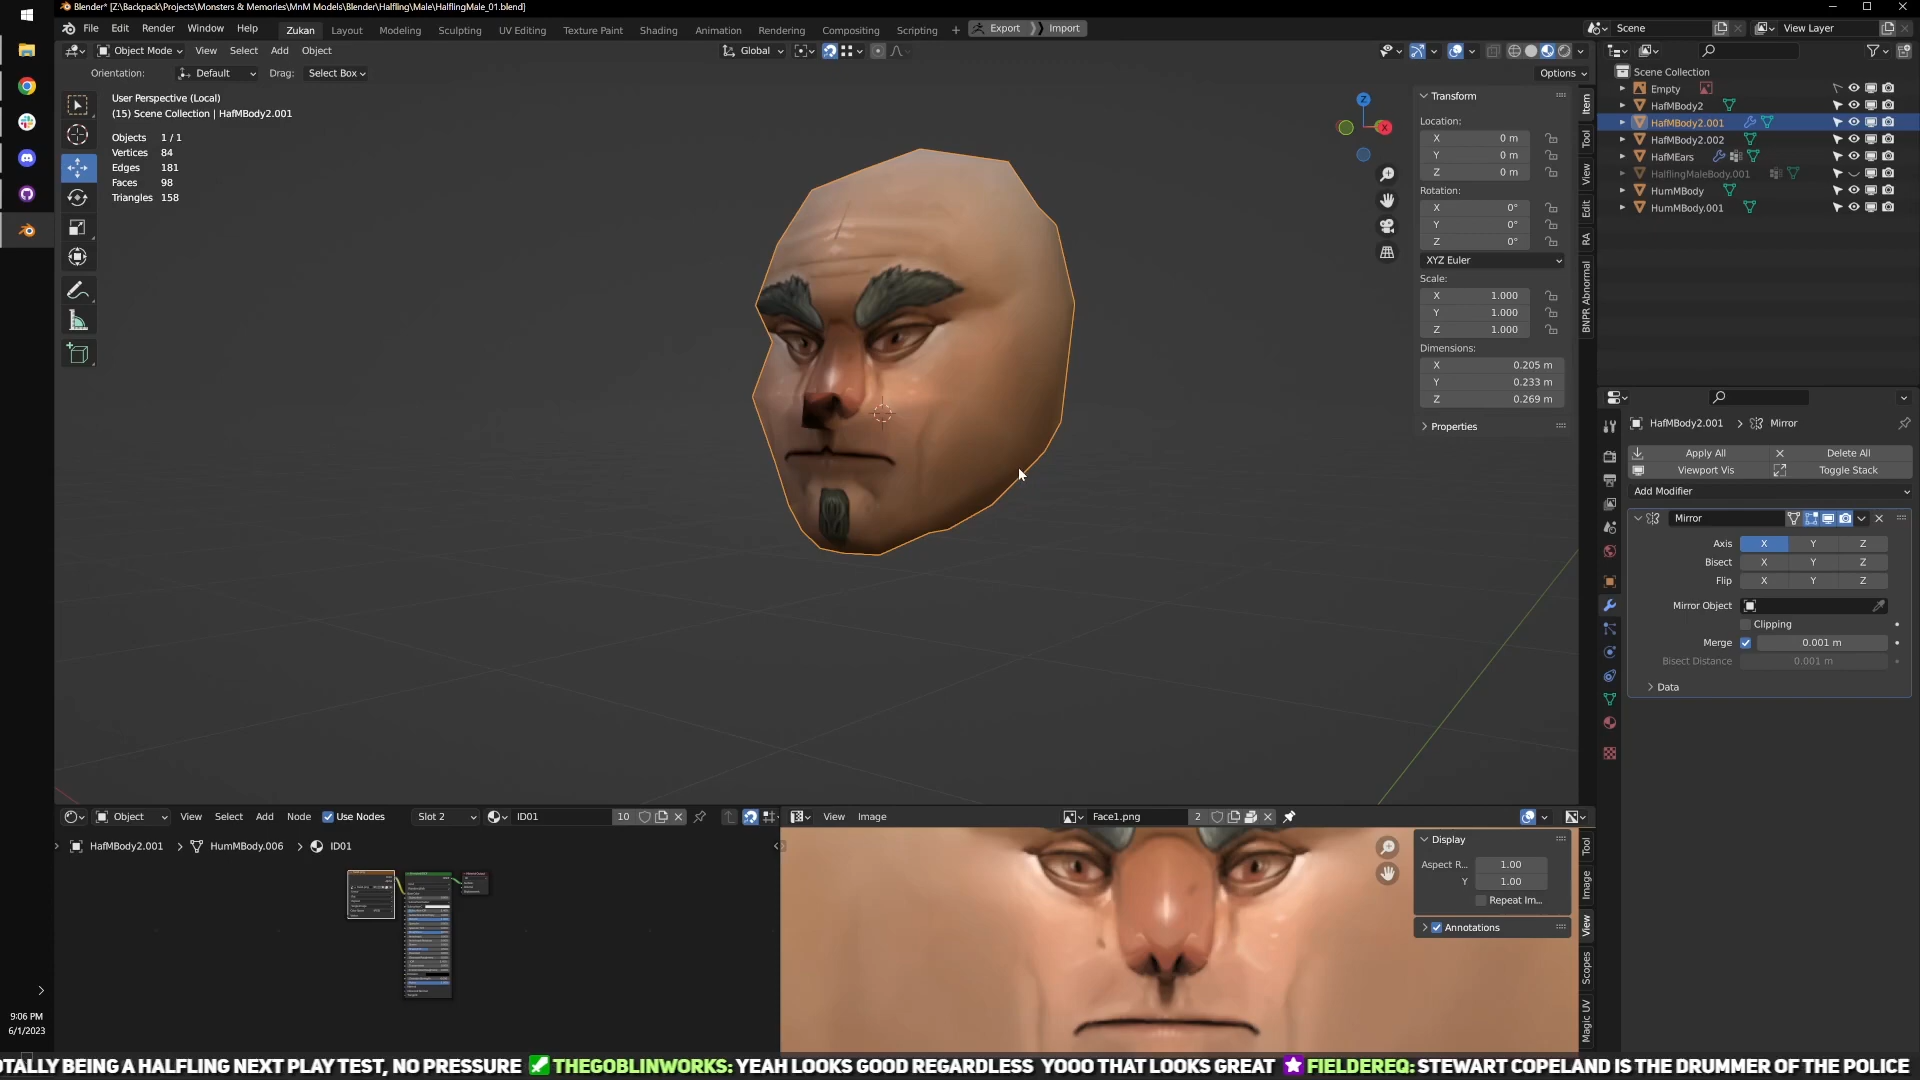 Blender* [Z:\Backpack\Projects\Monsters & Memories\MnM Models\Blender\Halfling\Male\HalflingMale_01.blend]
File Edit Render Window Help Zukan Layout Modeling Sculpting UV Editing Texture Paint Shading Animation Rendering Compositing Scripting + Export Import Scene View Layer
Object Mode View Select Add Object Global
Orientation: Default Drag: Select Box Options
User Perspective (Local)
(15) Scene Collection | HafMBody2.001
Objects 1 / 1
Vertices 84
Edges 181
Faces 98
Triangles 158
Z
X
Transform
Location:
X 0 m
Y 0 m
Z 0 m
Rotation:
X 0°
Y 0°
Z 0°
XYZ Euler
Scale:
X 1.000
Y 1.000
Z 1.000
Dimensions:
X 0.205 m
Y 0.233 m
Z 0.269 m
Properties
Item
Tool
View
Edit
RA
BNPR Abnormal
Scene Collection
Empty
HafMBody2
HafMBody2.001
HafMBody2.002
HafMEars
HalflingMaleBody.001
HumMBody
HumMBody.001
HafMBody2.001 > Mirror
Apply All Delete All
Viewport Vis Toggle Stack
Add Modifier
Mirror
Axis X Y Z
Bisect X Y Z
Flip X Y Z
Mirror Object
Clipping
Merge 0.001 m
Bisect Distance 0.001 m
Data
Object View Select Add Node Use Nodes Slot 2 ID01 10
HafMBody2.001 > HumMBody.006 > ID01
View Image Face1.png 2
Display
Aspect R... 1.00
Y 1.00
Repeat Im...
Annotations
Tool
Image
View
Scopes
Magic UV
9:06 PM
6/1/2023
OTALLY BEING A HALFLING NEXT PLAY TEST, NO PRESSURE THEGOBLINWORKS: YEAH LOOKS GOOD REGARDLESS YOOO THAT LOOKS GREAT FIELDEREQ: STEWART COPELAND IS THE DRUMMER OF THE POLICE